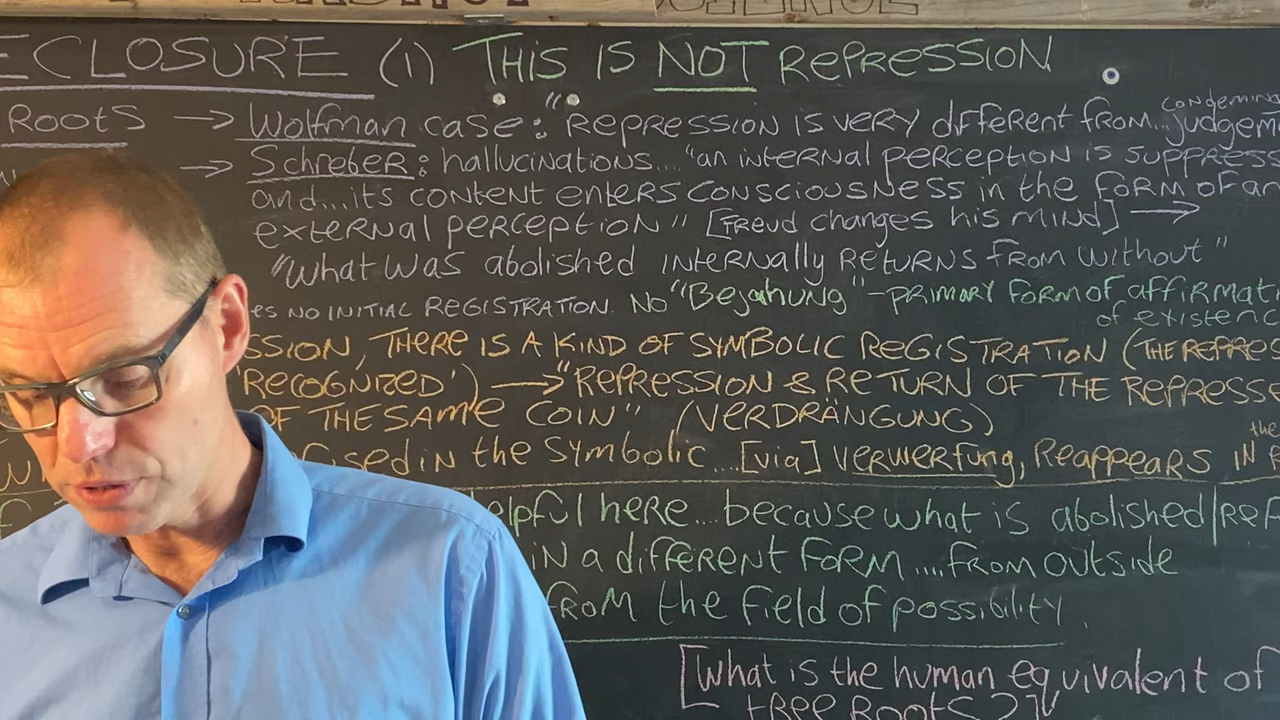 ECLOSURE (1) THIS IS NOT REPRESSION
ROOTS → Wolfman case: "REPRESSION IS VERY different from... condemnin judgem
→ Schreber: hallucinations... "an internal perception is suppress
and...its content enters consciousness in the form of an
external perception" [Freud changes his mind] →
"What was abolished internally returns from without"
es no initial registration. No "Bejahung" - primary form of affirmati
of existenc
SSION, THERE IS A KIND OF SYMBOLIC REGISTRATION (THE REPRES
'RECOGNIZED') → "REPRESSION & RETURN OF THE REPRESSE
OF THE SAME COIN" (VERDRÄNGUNG)
sed in the symbolic...[via] Verwerfung, Reappears in the
elpful here... because what is abolished/
in a different form ....from outside
from the field of possibility.
[What is the human equivalent of
tree roots?]